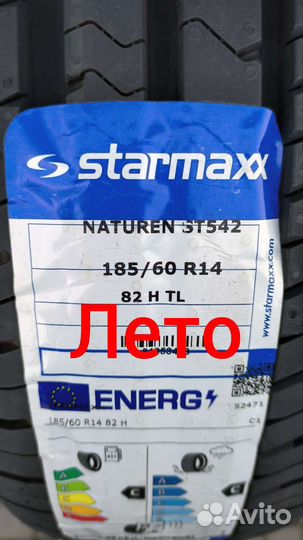 starmaxx
NATUREN ST542
185/60 R14
82 H TL
Лето
www.starmaxx.com
ENERG
S2471
185/60 R14 82 H
C1
A
B
C
D
E
C
A
B
C
D
E
C
Avito